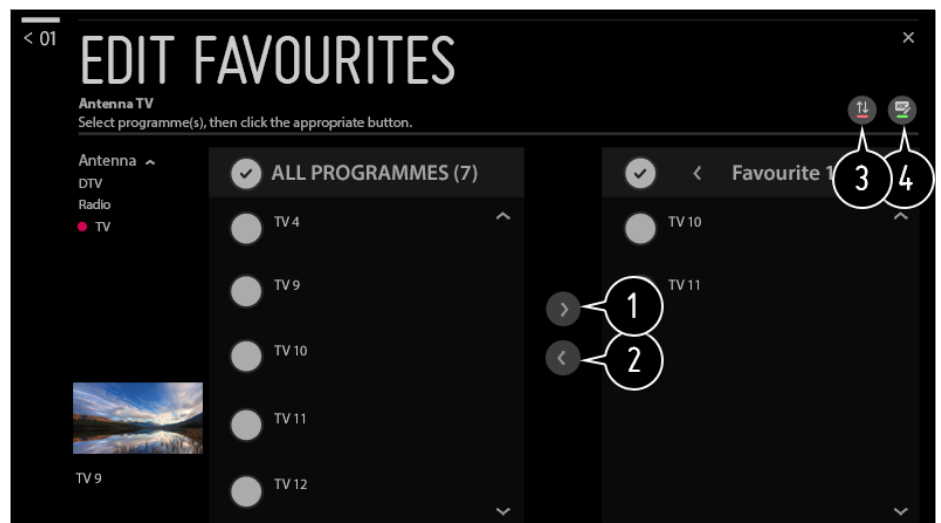 < 01
EDIT FAVOURITES
Antenna TV
Select programme(s), then click the appropriate button.
Antenna
DTV
Radio
TV
ALL PROGRAMMES (7)
TV 4
TV 9
TV 10
TV 11
TV 12
< Favourite 1
TV 10
TV 11
1
2
3
4
TV 9